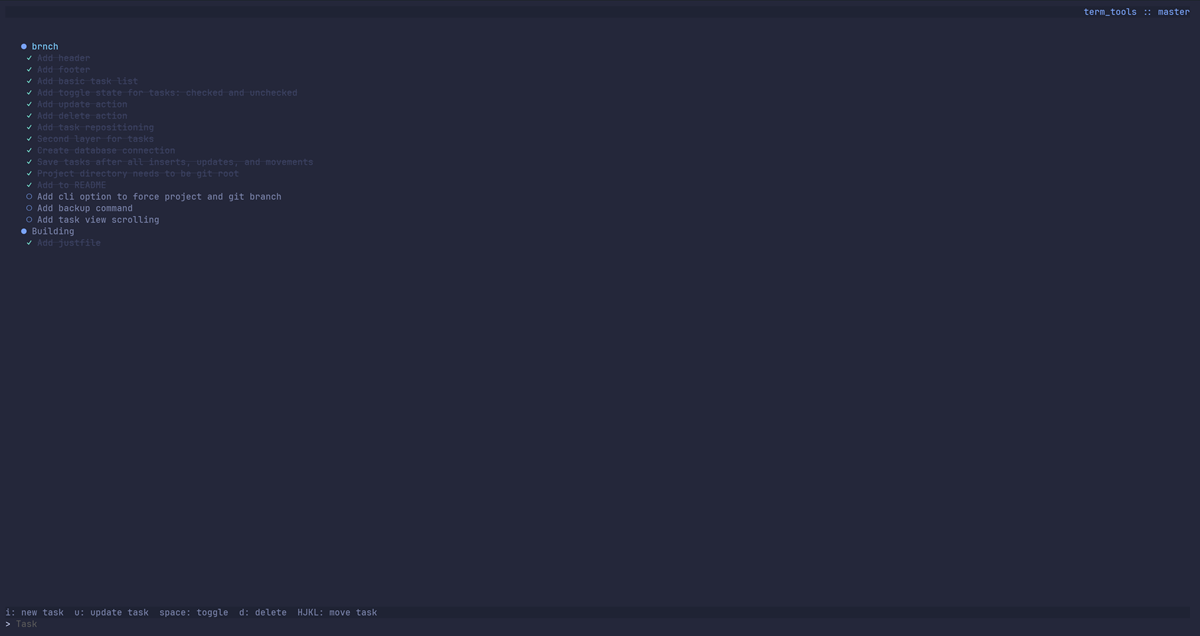 term_tools :: master
● brnch
✓ Add header
✓ Add footer
✓ Add basic task list
✓ Add toggle state for tasks: checked and unchecked
✓ Add update action
✓ Add delete action
✓ Add task repositioning
✓ Second layer for tasks
✓ Create database connection
✓ Save tasks after all inserts, updates, and movements
✓ Project directory needs to be git root
✓ Add to README
○ Add cli option to force project and git branch
○ Add backup command
○ Add task view scrolling
● Building
✓ Add justfile
i: new task  u: update task  space: toggle  d: delete  HJKL: move task
> Task